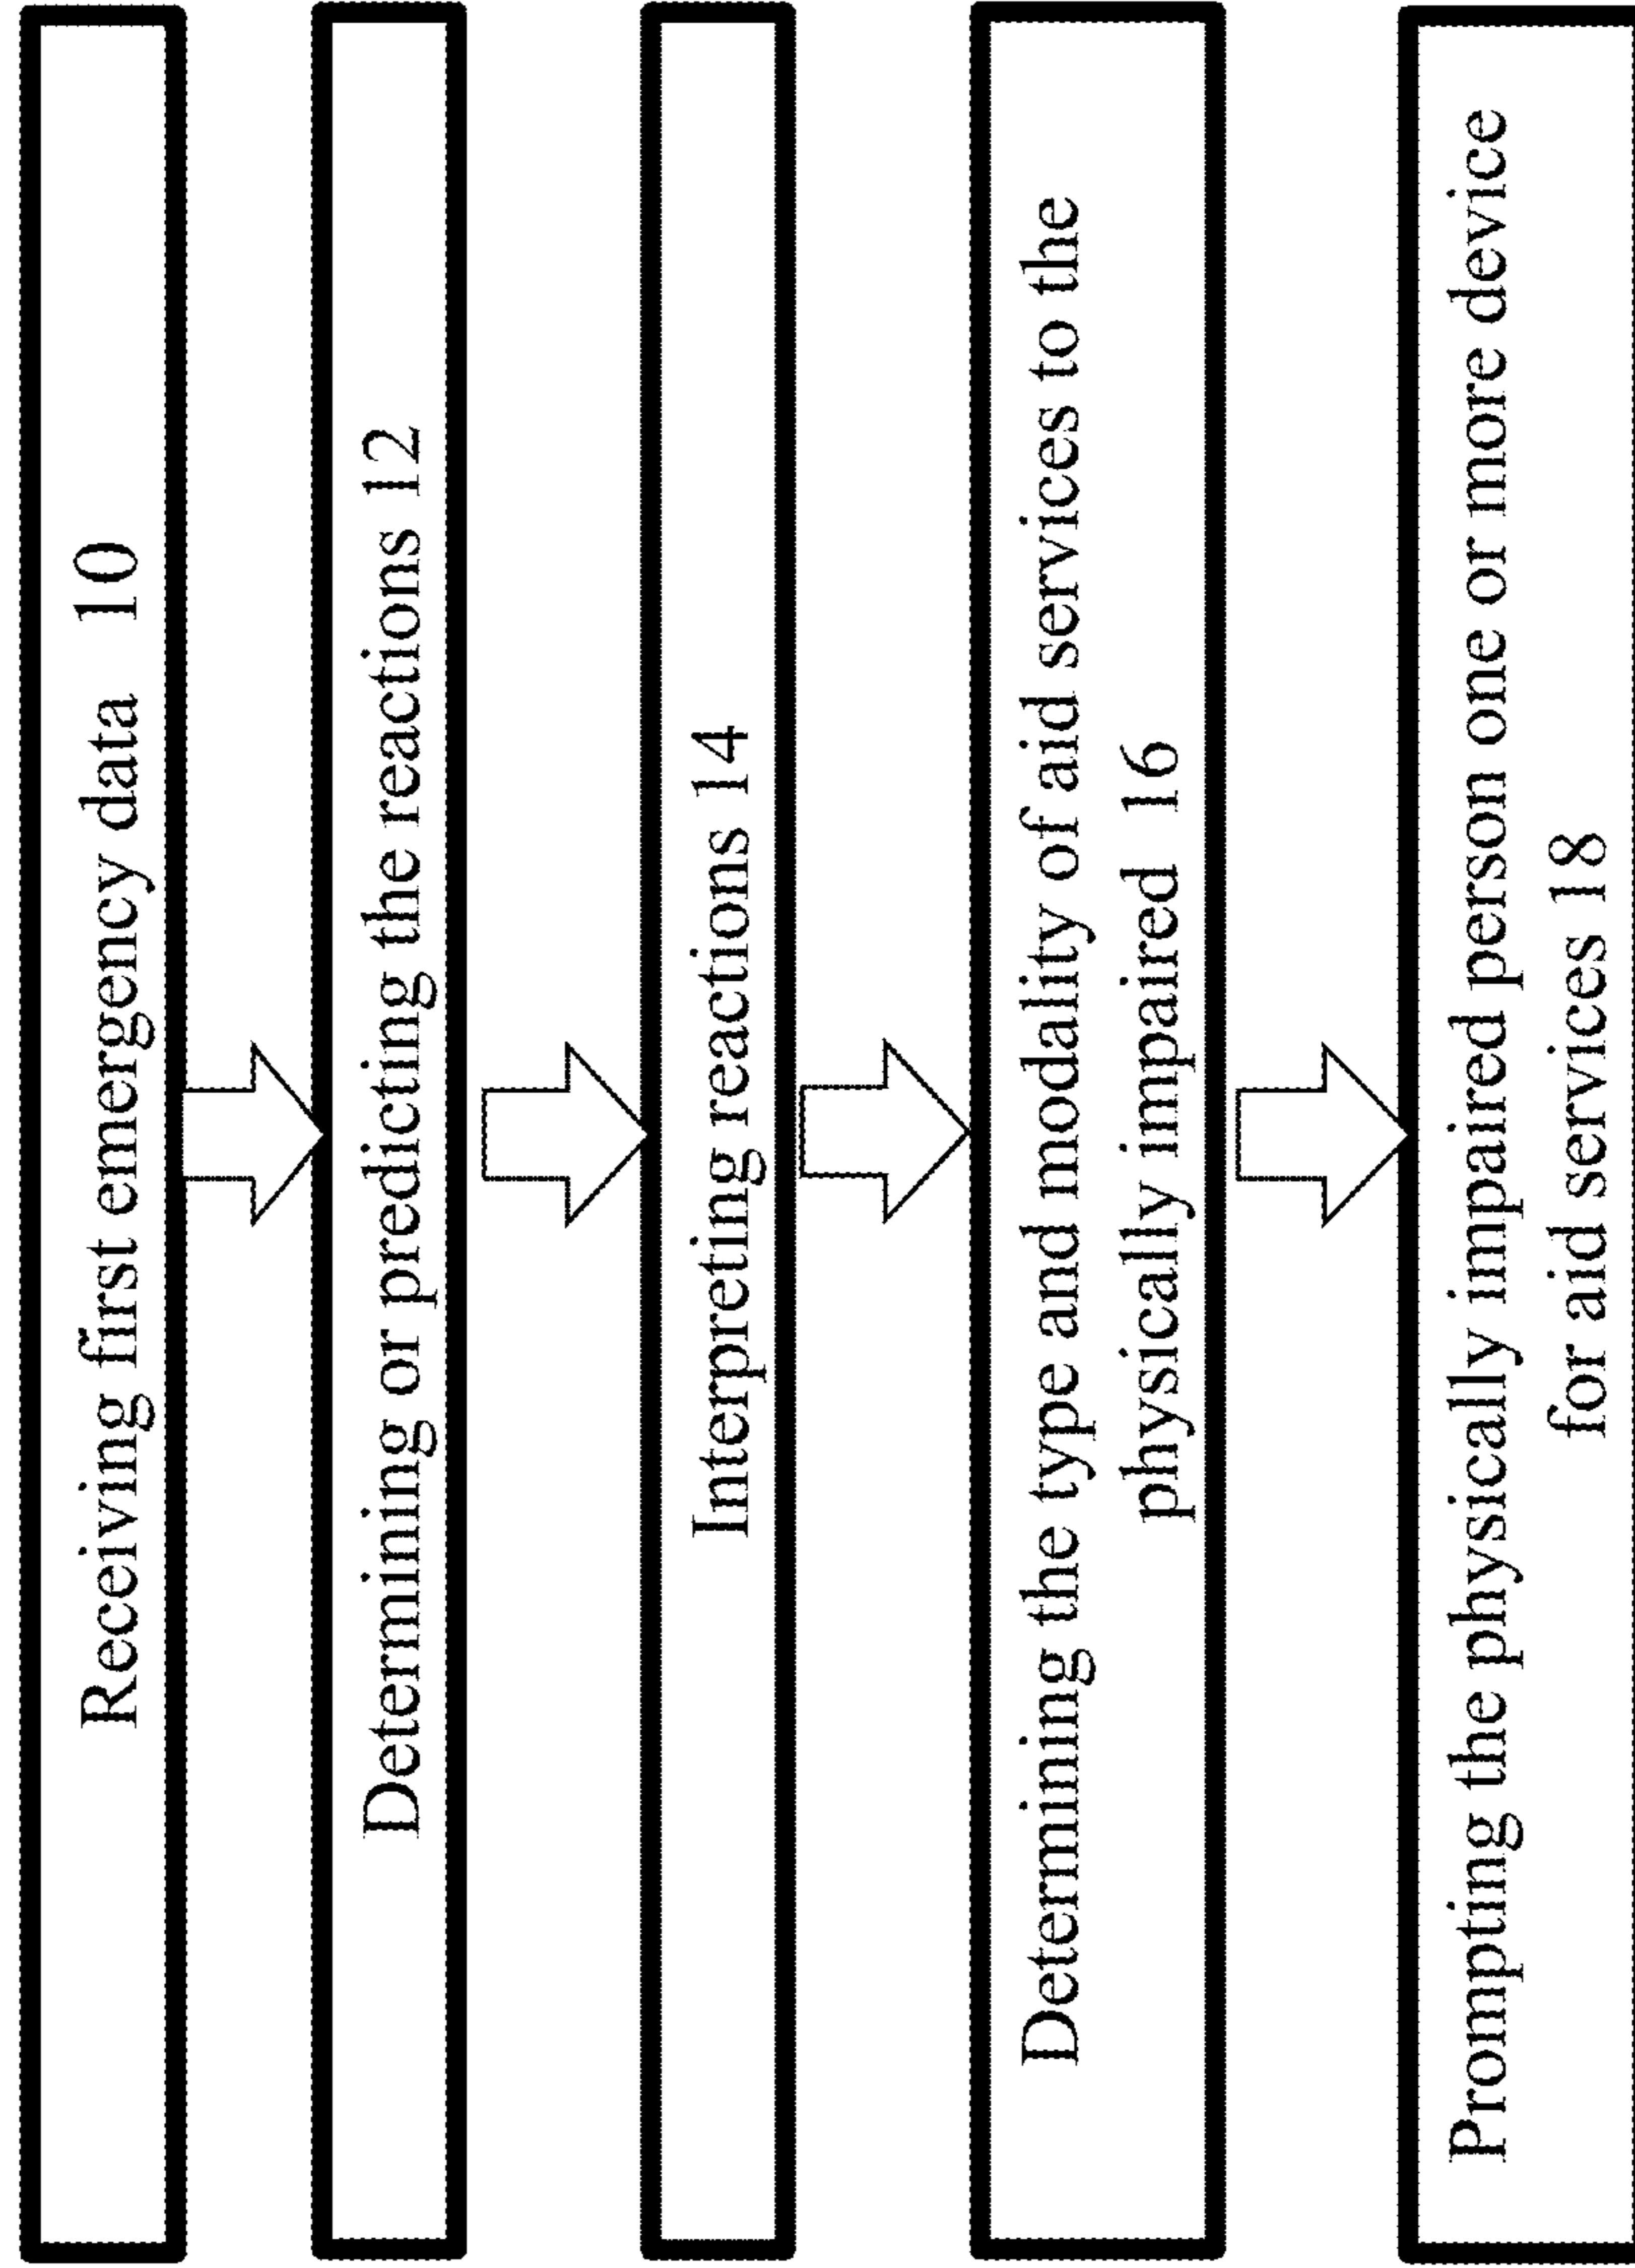 Receiving first emergency data 10
Determining or predicting the reactions 12
Interpreting reactions 14
Determining the type and modality of aid services to the
physically impaired 16
Prompting the physically impaired person one or more device
for aid services 18